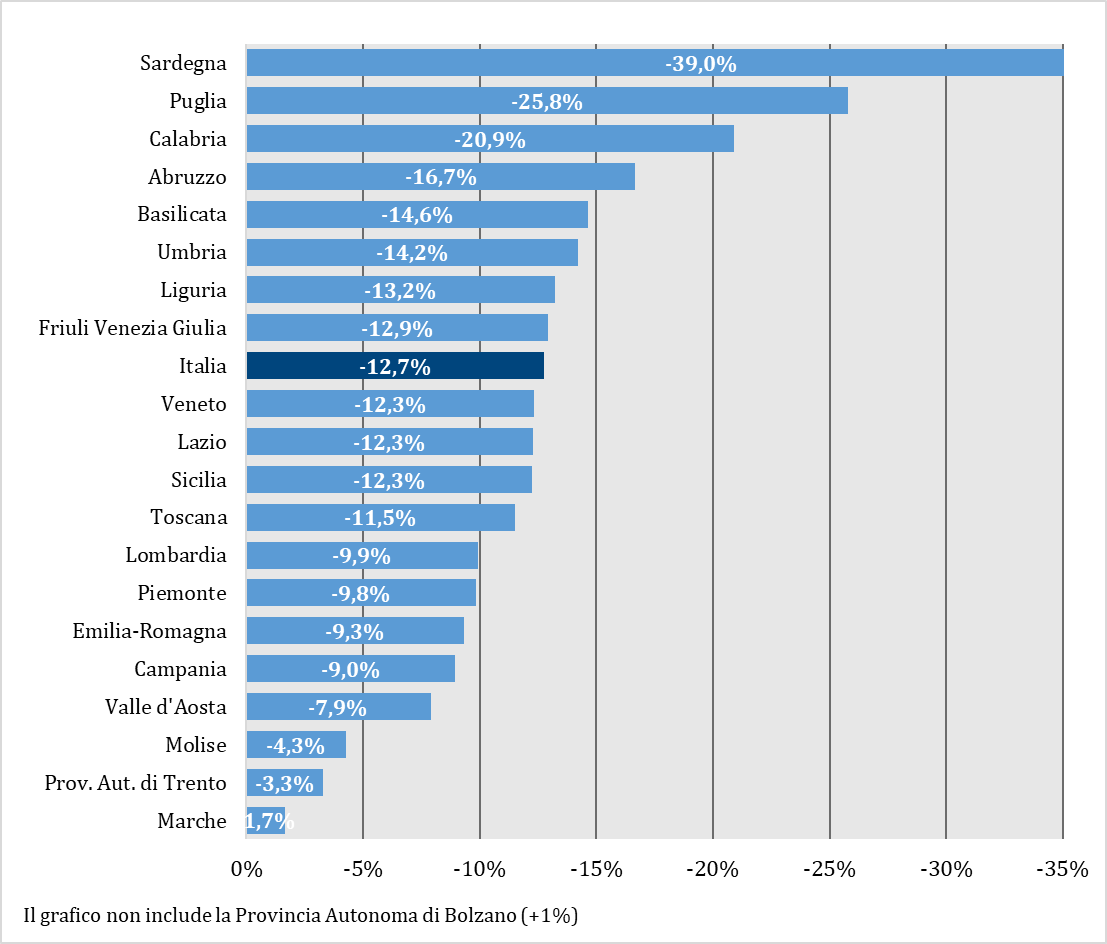 Sardegna -39,0%
Puglia -25,8%
Calabria -20,9%
Abruzzo -16,7%
Basilicata -14,6%
Umbria -14,2%
Liguria -13,2%
Friuli Venezia Giulia -12,9%
Italia -12,7%
Veneto -12,3%
Lazio -12,3%
Sicilia -12,3%
Toscana -11,5%
Lombardia -9,9%
Piemonte -9,8%
Emilia-Romagna -9,3%
Campania -9,0%
Valle d'Aosta -7,9%
Molise -4,3%
Prov. Aut. di Trento -3,3%
Marche 1,7%
0% -5% -10% -15% -20% -25% -30% -35%
Il grafico non include la Provincia Autonoma di Bolzano (+1%)